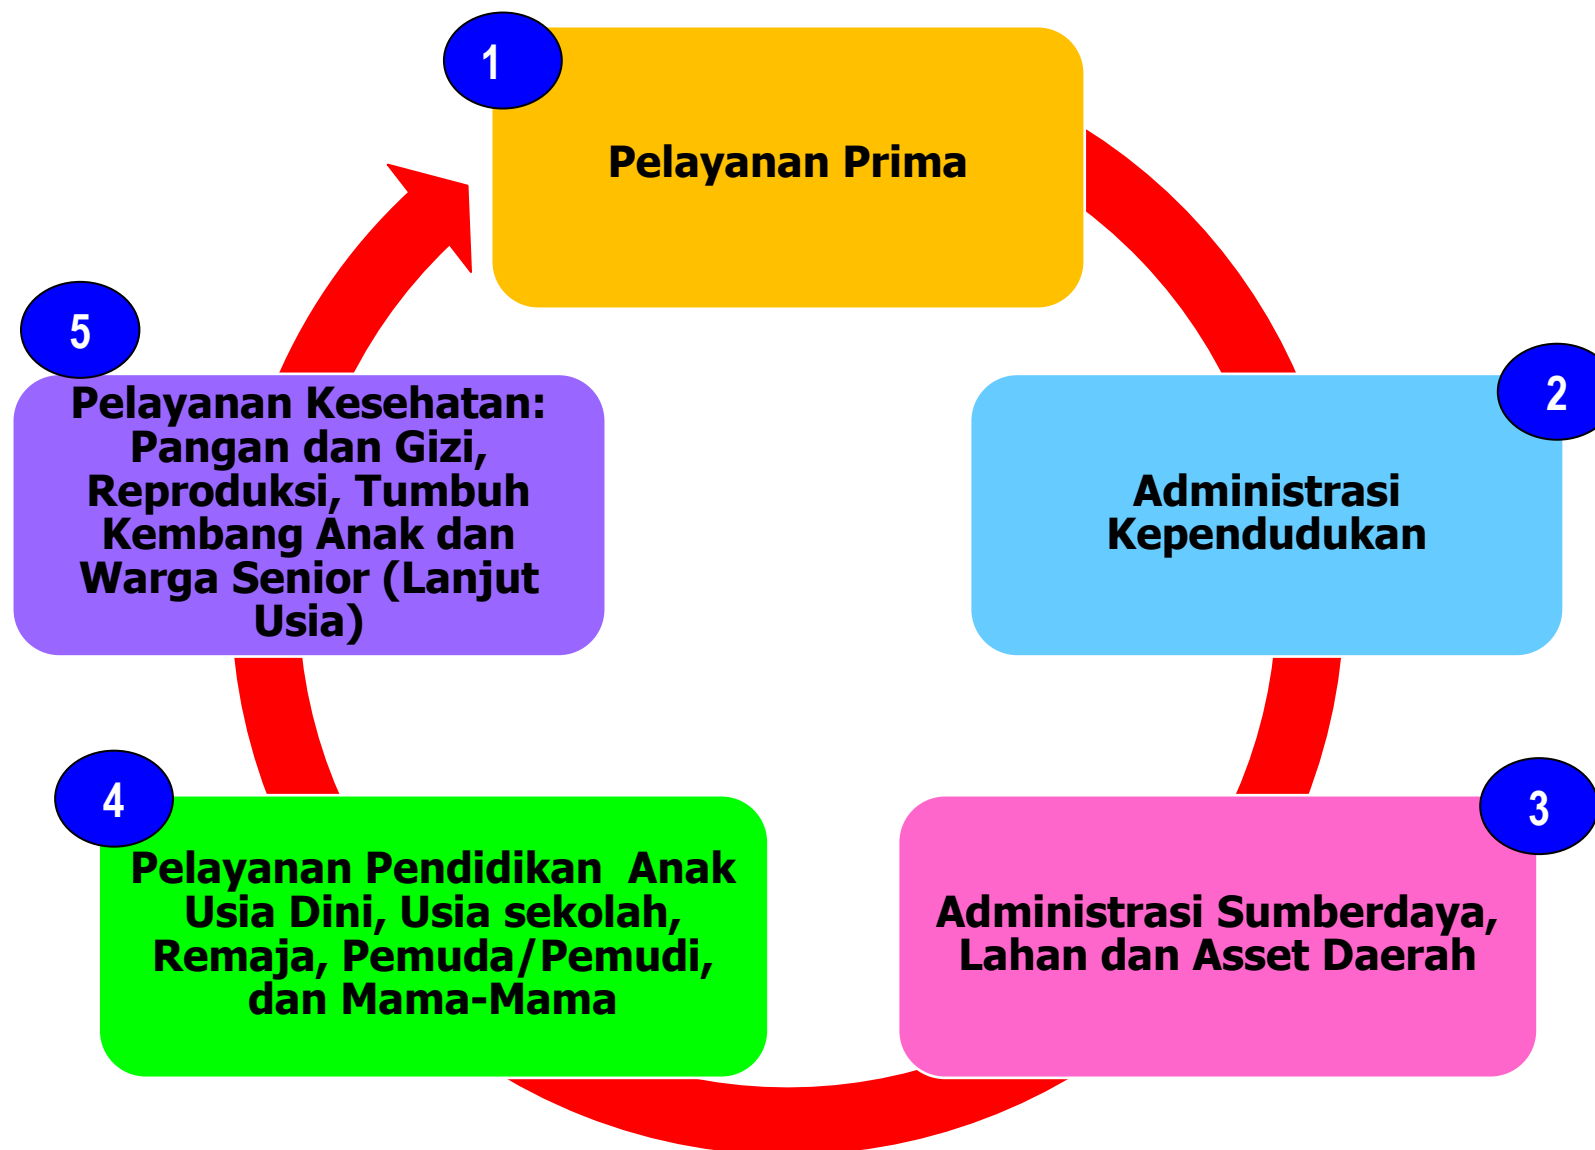 1
Pelayanan Prima
2
Administrasi
Kependudukan
3
Administrasi Sumberdaya,
Lahan dan Asset Daerah
4
Pelayanan Pendidikan  Anak
Usia Dini, Usia sekolah,
Remaja, Pemuda/Pemudi,
dan Mama-Mama
5
Pelayanan Kesehatan:
Pangan dan Gizi,
Reproduksi, Tumbuh
Kembang Anak dan
Warga Senior (Lanjut
Usia)